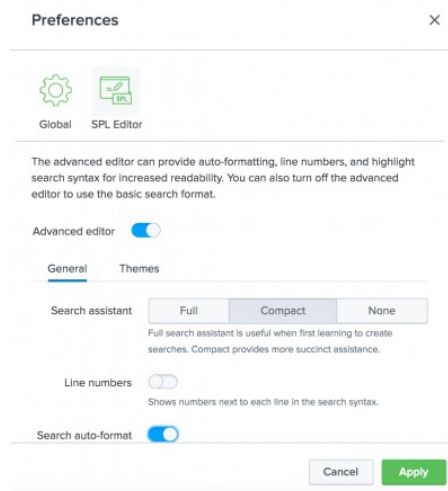 Preferences
SPL
Global SPL Editor
The advanced editor can provide auto-formatting, line numbers, and highlight
search syntax for increased readability. You can also turn off the advanced
editor to use the basic search format.
Advanced editor
General Themes
Search assistant Full Compact None
Full search assistant is useful when first learning to create
searches. Compact provides more succinct assistance.
Line numbers
Shows numbers next to each line in the search syntax.
Search auto-format
Cancel Apply